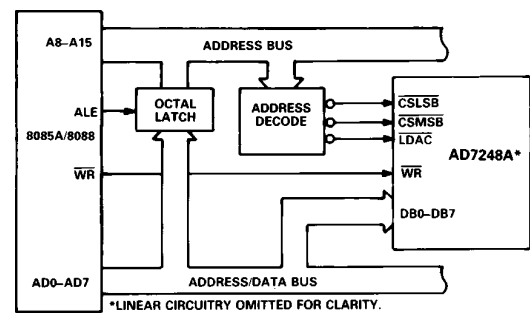 A8–A15
ADDRESS BUS
ALE
OCTAL
LATCH
ADDRESS
DECODE
CSLSB
CSMSB
LDAC
8085A/8088
AD7248A*
WR
WR
DB0–DB7
AD0–AD7
ADDRESS/DATA BUS
*LINEAR CIRCUITRY OMITTED FOR CLARITY.